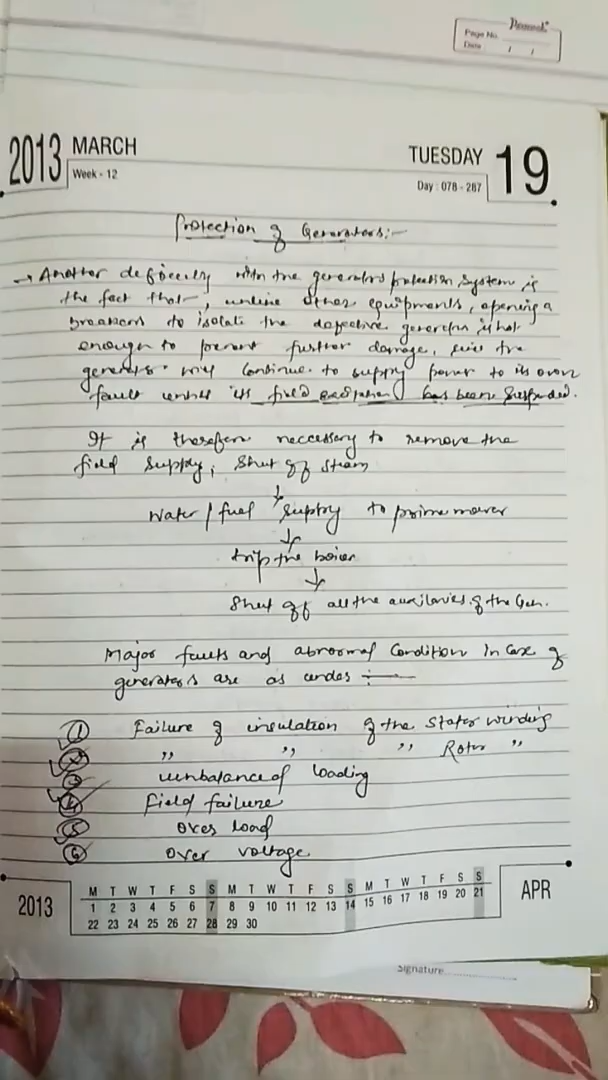 Peacock
Page No.
Date / /
2013 MARCH
Week - 12
TUESDAY 19
Day : 078 - 287
Protection of Generators:-
→ Another deficiency with the generators protection system is
the fact that, unlike other equipments, opening a
breakers to isolate the defective generator is not
enough to prevent further damage, since the
generator will continue to supply power to its own
fault unless its field excitation has been suspended.
It is therefore neccessary to remove the
field supply, shut off steam
↓
Water / fuel supply to prime mover
↓
trip the boier
↓
Shut off all the auxilaries of the Gen.
Major faults and abnormal Condition In Case of
generators are as under :-
① Failure of insulation of the Stator winding
② ,, ,, ,, Rotor ,,
③ unbalance of loading
④ field failure
⑤ over load
⑥ over voltage
2013 APR
M T W T F S S M T W T F S S M T W T F S S
1 2 3 4 5 6 7 8 9 10 11 12 13 14 15 16 17 18 19 20 21
22 23 24 25 26 27 28 29 30
Signature